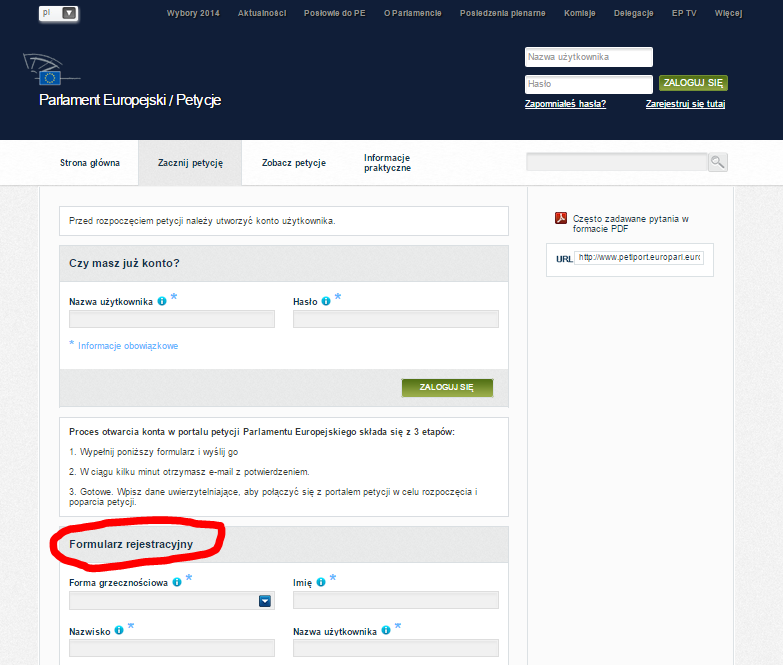 pl
Wybory 2014 Aktualności Posłowie do PE O Parlamencie Posiedzenia plenarne Komisje Delegacje EP TV Więcej
Nazwa użytkownika
Hasło
ZALOGUJ SIĘ
Zapomniałeś hasła? Zarejestruj się tutaj
Parlament Europejski / Petycje
Strona główna Zacznij petycję Zobacz petycje Informacje
praktyczne
Przed rozpoczęciem petycji należy utworzyć konto użytkownika.
Czy masz już konto?
Nazwa użytkownika * Hasło *
* Informacje obowiązkowe
ZALOGUJ SIĘ
Proces otwarcia konta w portalu petycji Parlamentu Europejskiego składa się z 3 etapów:
1. Wypełnij poniższy formularz i wyślij go
2. W ciągu kilku minut otrzymasz e-mail z potwierdzeniem.
3. Gotowe. Wpisz dane uwierzytelniające, aby połączyć się z portalem petycji w celu rozpoczęcia i
poparcia petycji.
Formularz rejestracyjny
Forma grzecznościowa * Imię *
Nazwisko * Nazwa użytkownika *
Często zadawane pytania w
formacie PDF
URL http://www.petiport.europarl.euro